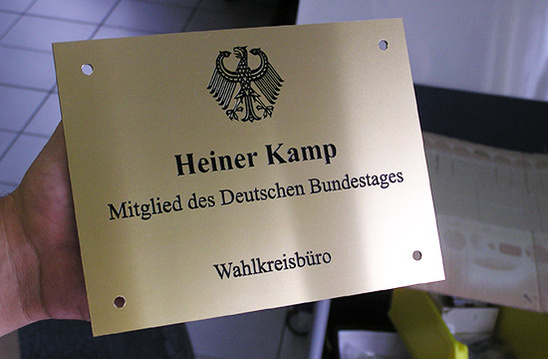 Heiner Kamp
Mitglied des Deutschen Bundestages
Wahlkreisbüro